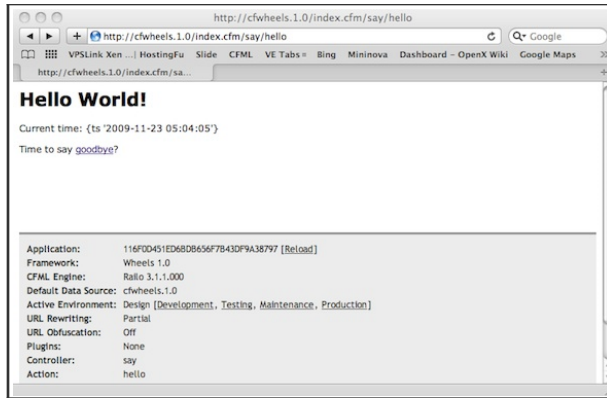 http://cfwheels.1.0/index.cfm/say/hello
http://cfwheels.1.0/index.cfm/say/hello
Google
VPSLink Xen ...| HostingFu Slide CFML VE Tabs Bing Mininova Dashboard – OpenX Wiki Google Maps
http://cfwheels.1.0/index.cfm/sa...
Hello World!
Current time: {ts '2009-11-23 05:04:05'}
Time to say goodbye?
Application: 116F0D451ED6BDB656F7B43DF9A38797 [Reload]
Framework: Wheels 1.0
CFML Engine: Railo 3.1.1.000
Default Data Source: cfwheels.1.0
Active Environment: Design [Development, Testing, Maintenance, Production]
URL Rewriting: Partial
URL Obfuscation: Off
Plugins: None
Controller: say
Action: hello